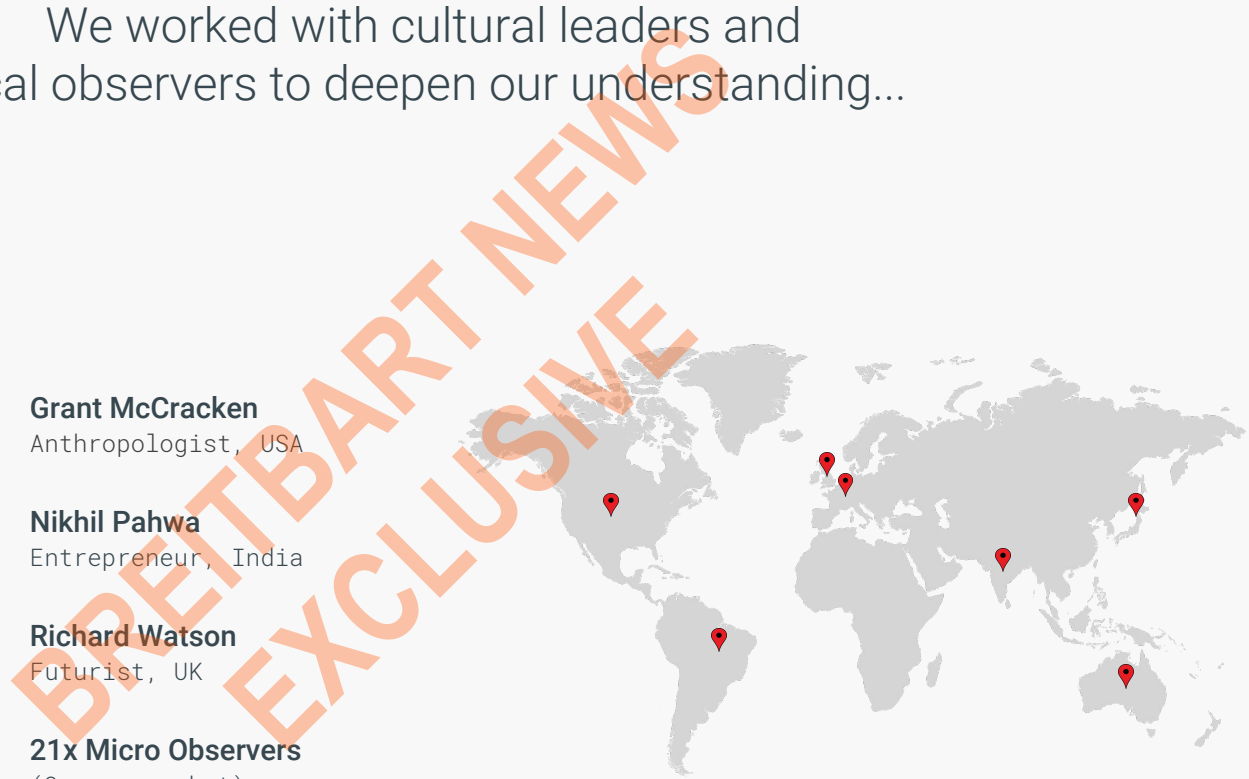 We worked with cultural leaders and
al observers to deepen our understanding...
BREITBART NEWS
EXCLUSIVE
Grant McCracken
Anthropologist, USA
Nikhil Pahwa
Entrepreneur, India
Richard Watson
Futurist, UK
21x Micro Observers